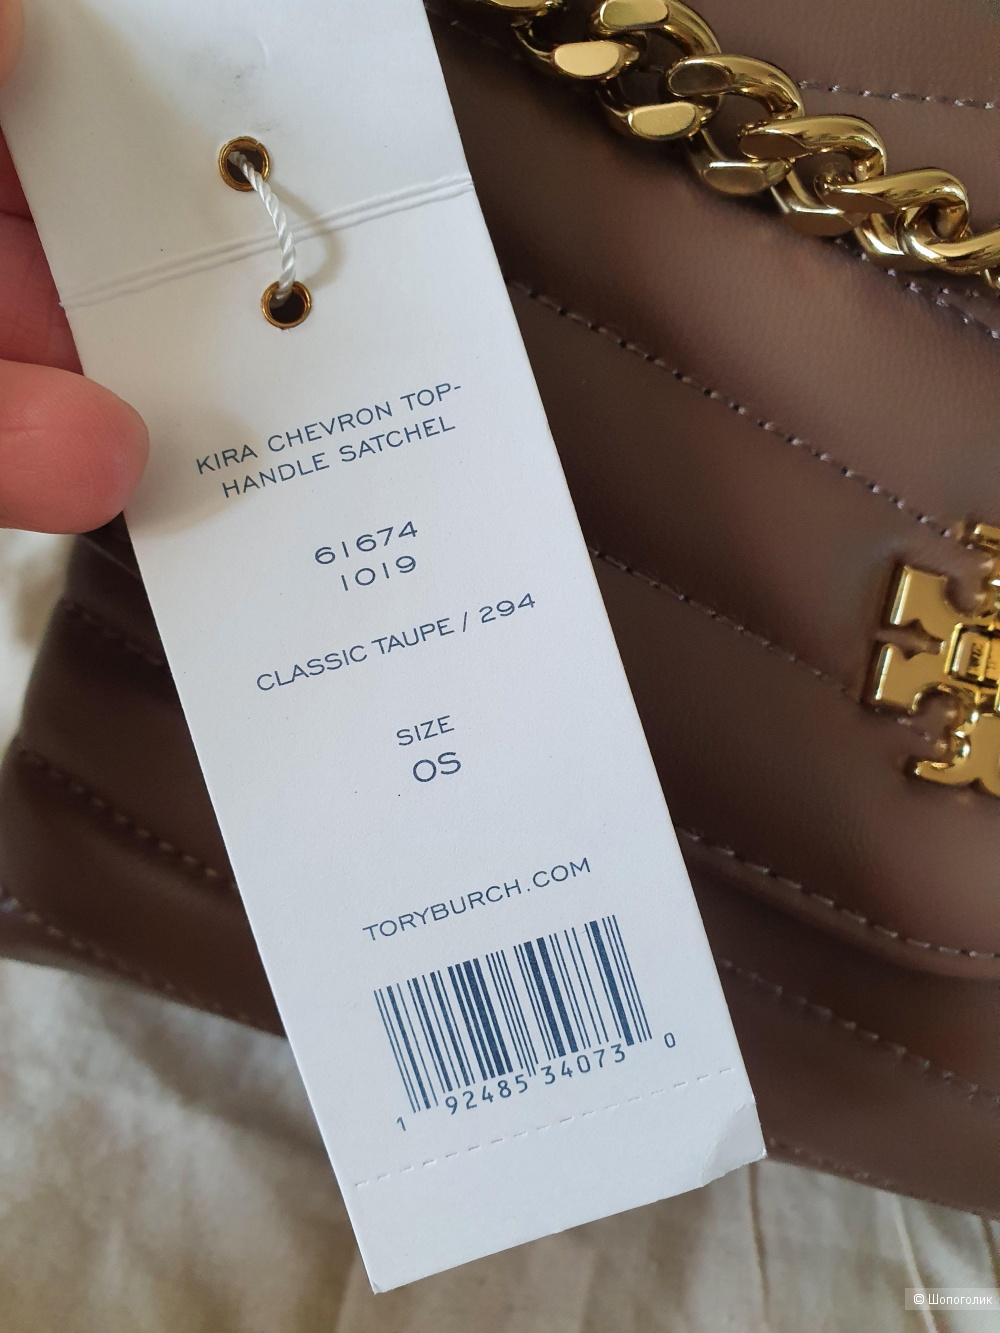 KIRA CHEVRON TOP-
HANDLE SATCHEL
61674
1019
CLASSIC TAUPE / 294
SIZE
OS
TORYBURCH.COM
1 92485 34073 0
© Шопоголик